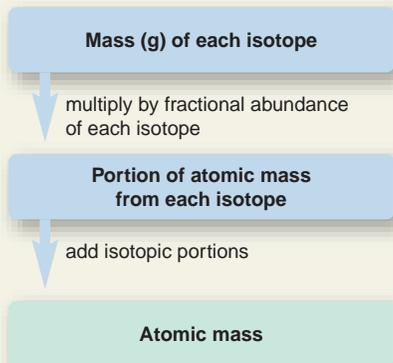 Mass (g) of each isotope
multiply by fractional abundance
of each isotope
Portion of atomic mass
from each isotope
add isotopic portions
Atomic mass